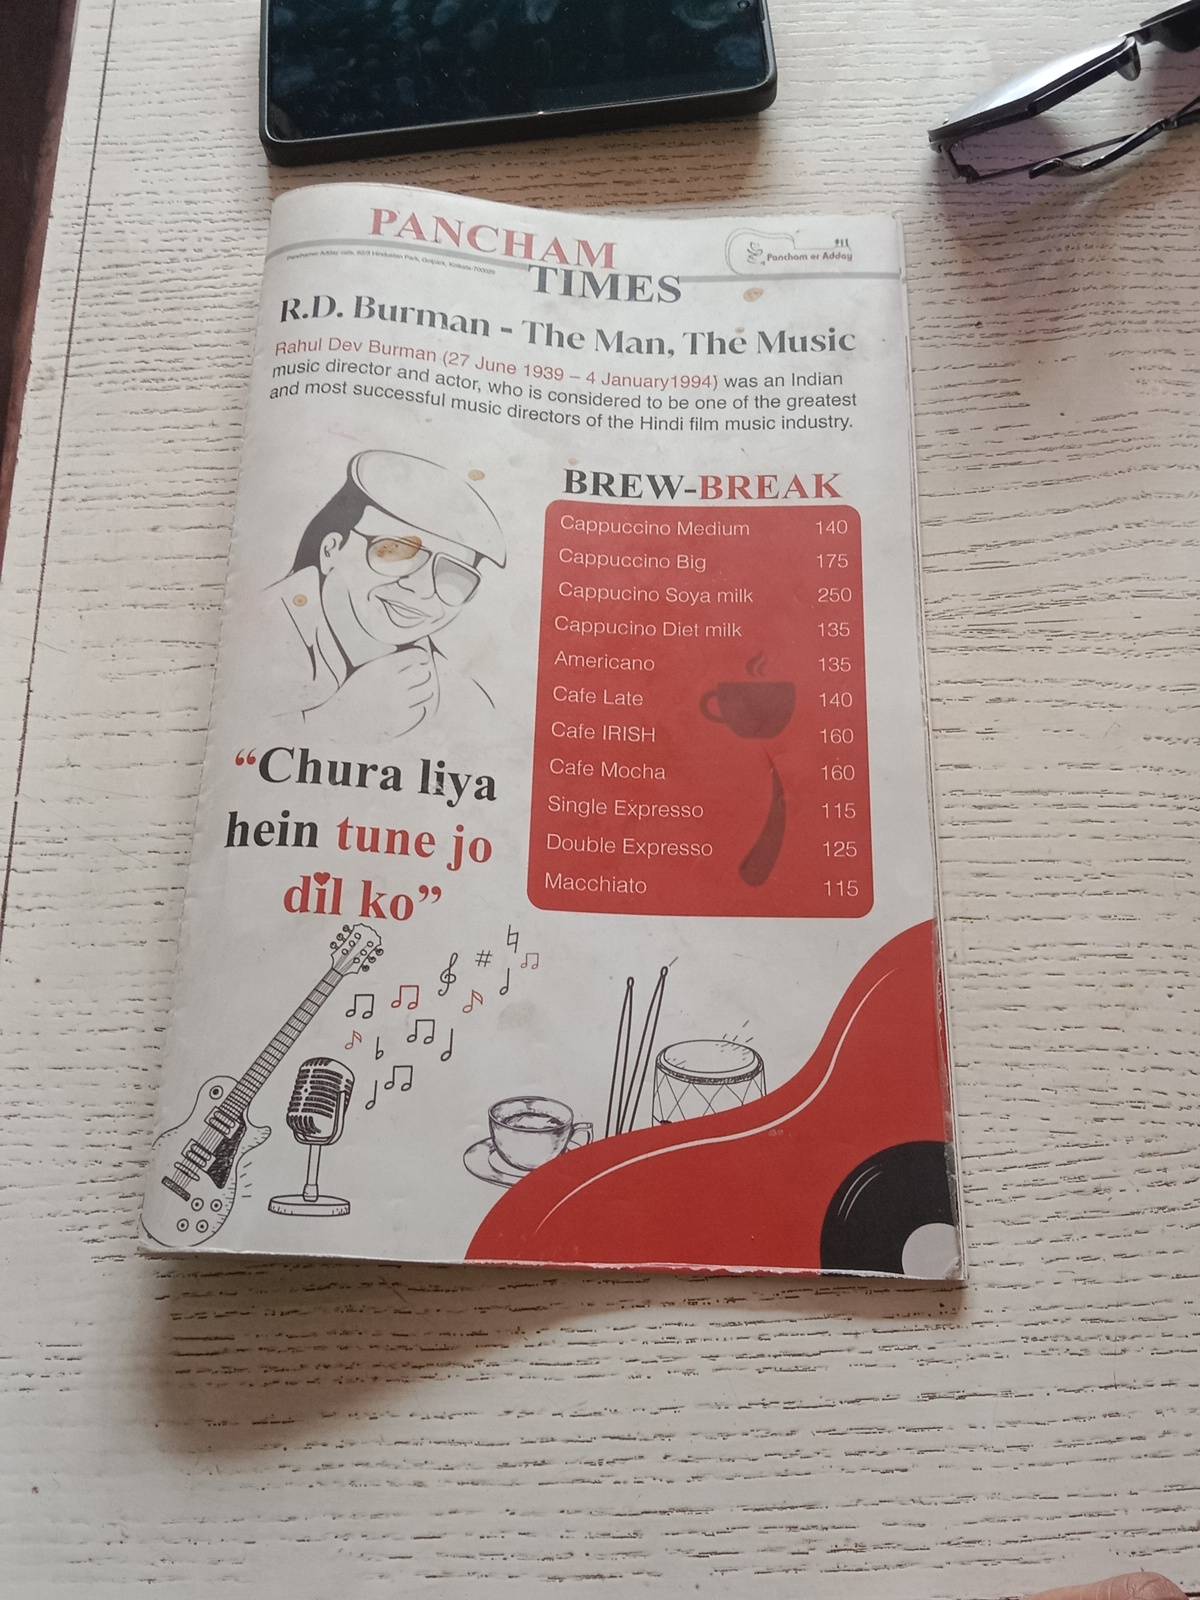 PANCHAM
TIMES
Pancham er Adday
R.D. Burman - The Man, The Music
Rahul Dev Burman (27 June 1939 – 4 January1994) was an Indian
music director and actor, who is considered to be one of the greatest
and most successful music directors of the Hindi film music industry.
BREW-BREAK
Cappuccino Medium 140
Cappuccino Big 175
Cappucino Soya milk 250
Cappucino Diet milk 135
Americano 135
Cafe Late 140
Cafe IRISH 160
Cafe Mocha 160
Single Expresso 115
Double Expresso 125
Macchiato 115
“Chura liya
hein tune jo
dil ko”